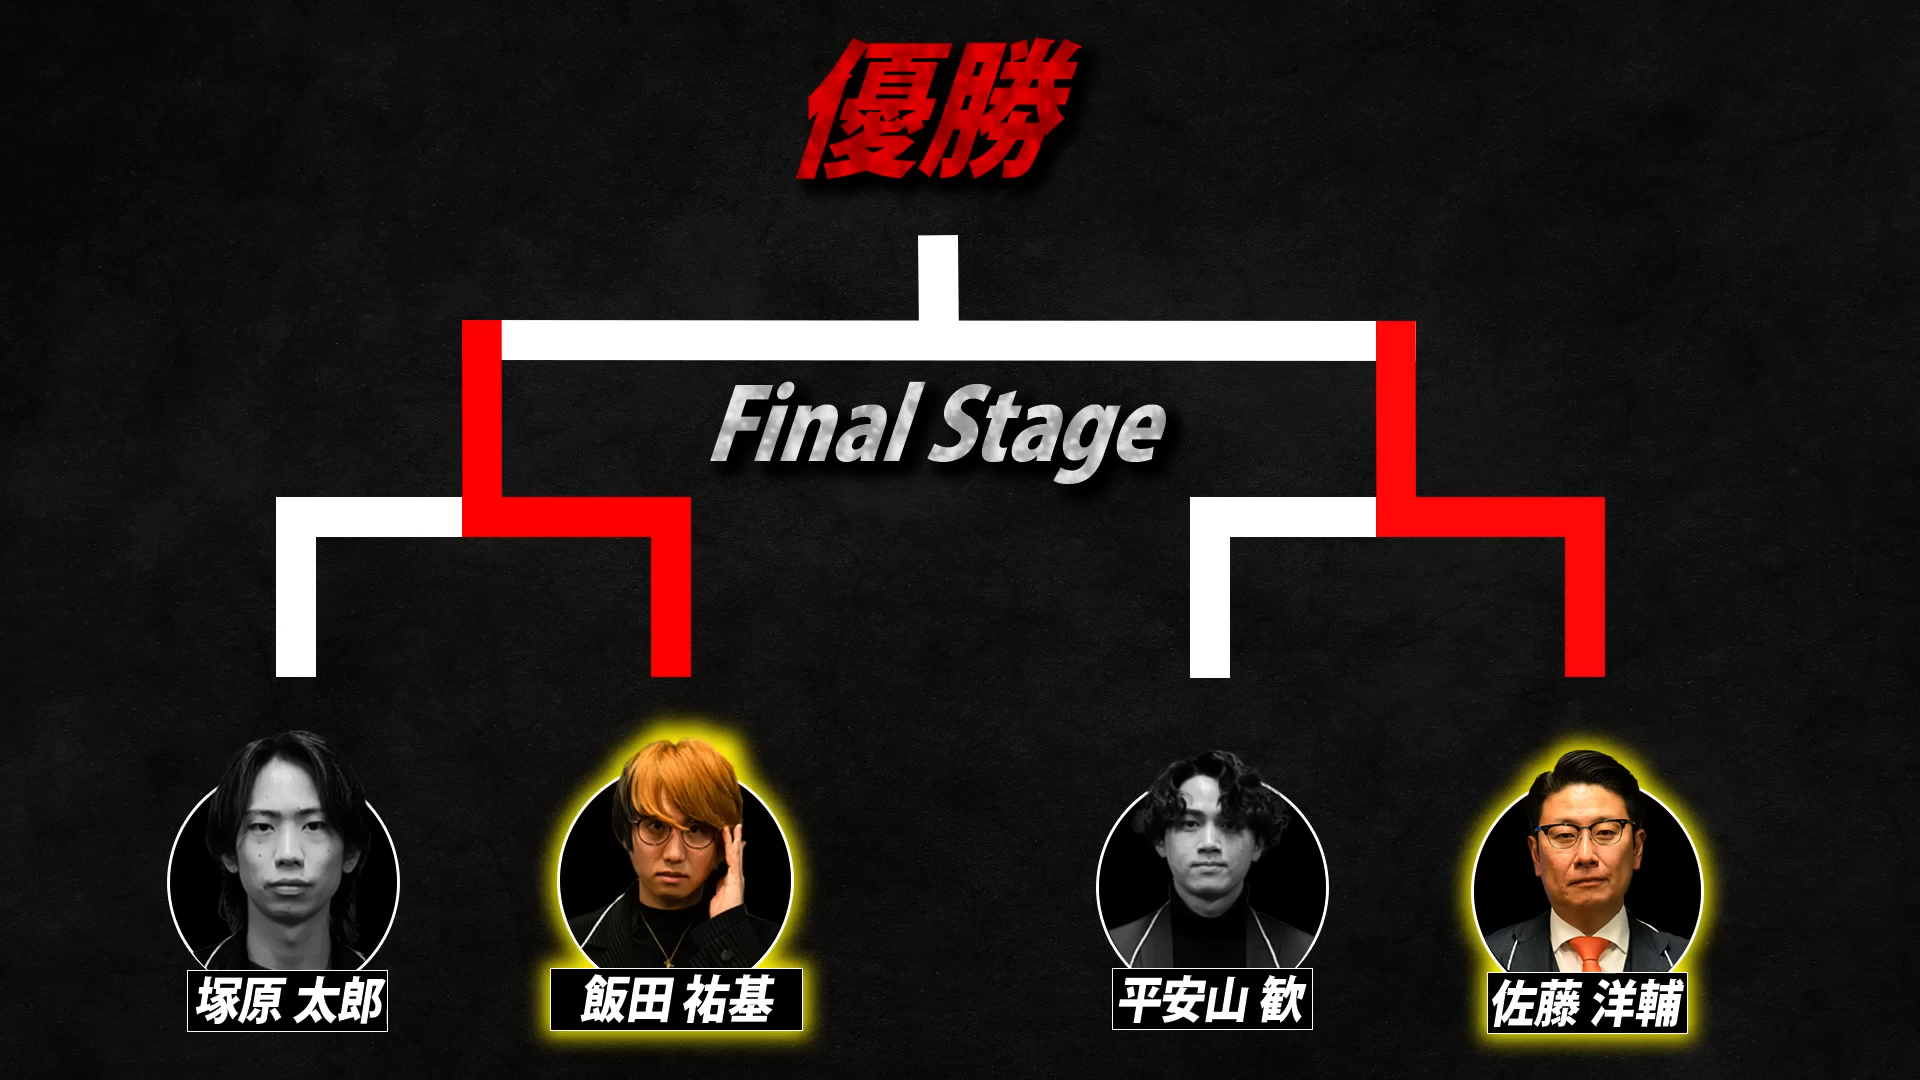 優勝
Final Stage
塚原 太郎
飯田 祐基
平安山 歓
佐藤 洋輔